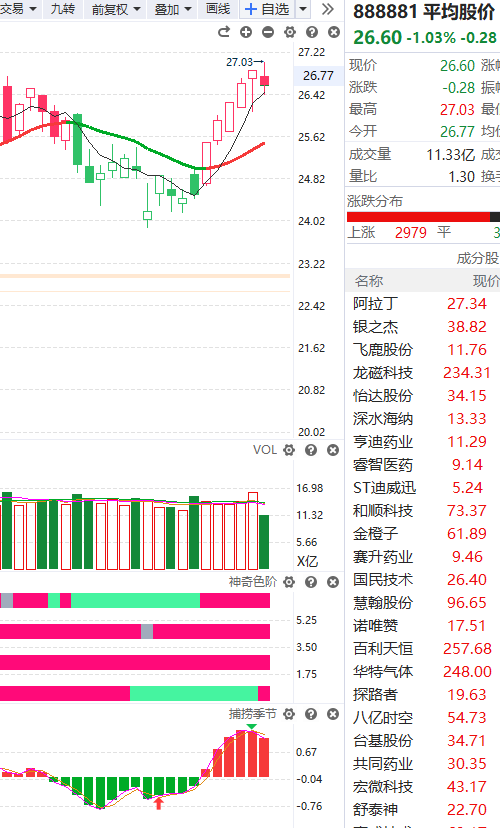 交易 九转 前复权 叠加 画线 +自选
27.03
27.22
26.77
26.42
25.62
24.82
24.02
23.22
22.42
21.62
20.82
20.02
VOL
16.98
11.32
5.66
X亿
神奇色阶
5.25
3.50
1.75
捕捞季节
0.67
-0.04
-0.76
888881 平均股价
26.60 -1.03% -0.28
现价 26.60 涨
涨跌 -0.28 振
最高 27.03 最
今开 26.77 均
成交量 11.33亿 成
量比 1.30 换
涨跌分布
上涨 2979 平 3
成分股
名称 现价
阿拉丁 27.34
银之杰 38.82
飞鹿股份 11.76
龙磁科技 234.31
怡达股份 34.15
深水海纳 13.33
亨迪药业 11.29
睿智医药 9.14
ST迪威迅 5.24
和顺科技 73.37
金橙子 61.89
赛升药业 9.46
国民技术 26.40
慧翰股份 96.65
诺唯赞 17.51
百利天恒 257.68
华特气体 248.00
探路者 19.63
八亿时空 54.73
台基股份 34.71
共同药业 30.35
宏微科技 43.17
舒泰神 22.70